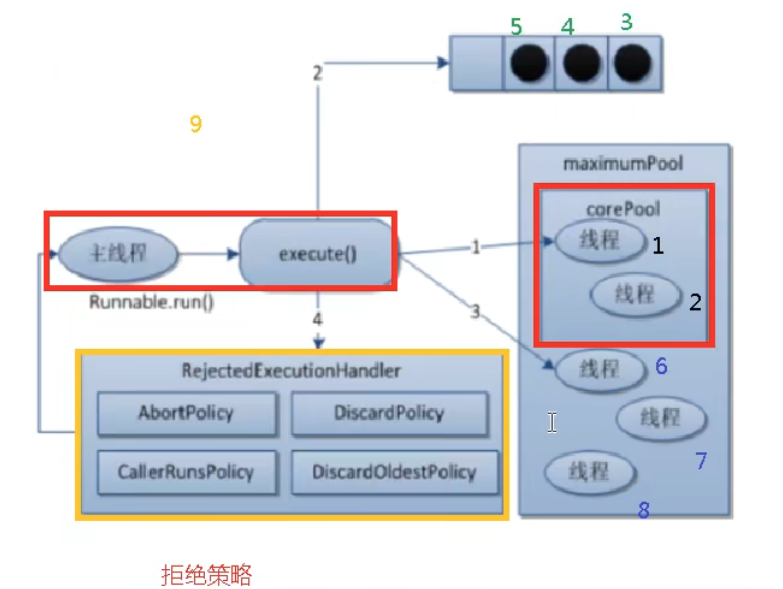 5 4 3
2
9
maximumPool
corePool
主线程
execute()
1
线程 1
线程 2
Runnable.run()
3
4
线程 6
RejectedExecutionHandler
AbortPolicy
DiscardPolicy
线程
7
CallerRunsPolicy
DiscardOldestPolicy
线程
8
拒绝策略